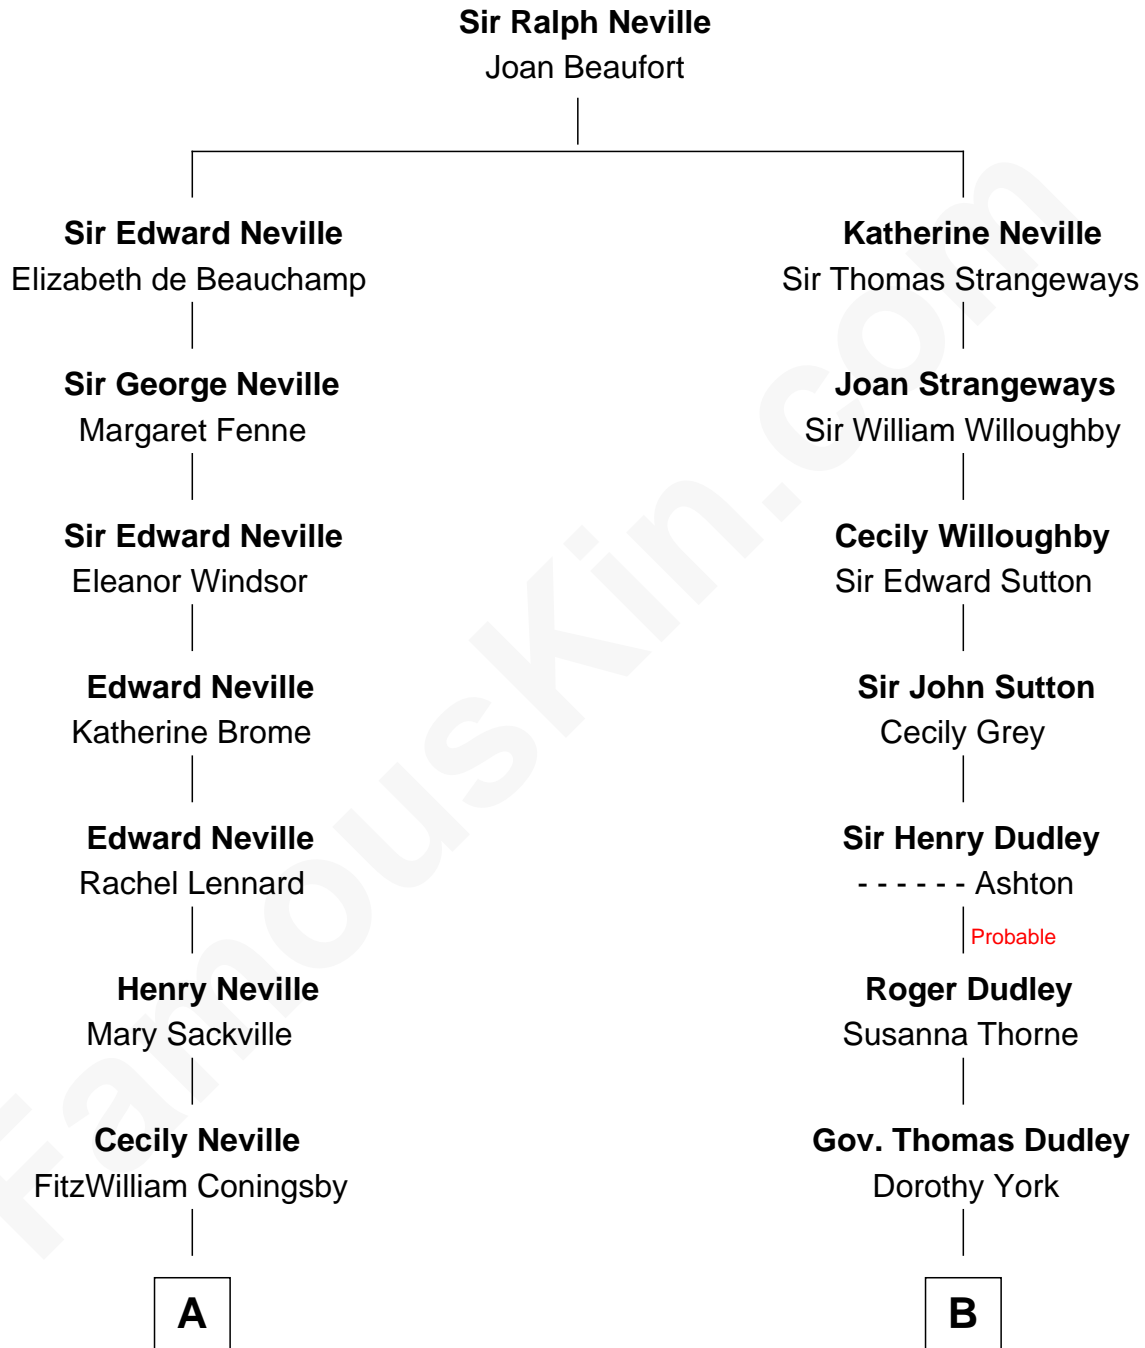 Sir Ralph Neville
Joan Beaufort
Sir Edward Neville
Elizabeth de Beauchamp
Katherine Neville
Sir Thomas Strangeways
Sir George Neville
Margaret Fenne
Joan Strangeways
Sir William Willoughby
Sir Edward Neville
Eleanor Windsor
Cecily Willoughby
Sir Edward Sutton
Edward Neville
Katherine Brome
Sir John Sutton
Cecily Grey
Edward Neville
Rachel Lennard
Sir Henry Dudley
- - - - - - Ashton
Probable
Henry Neville
Mary Sackville
Roger Dudley
Susanna Thorne
Cecily Neville
FitzWilliam Coningsby
Gov. Thomas Dudley
Dorothy York
A
B
FamousKin.com